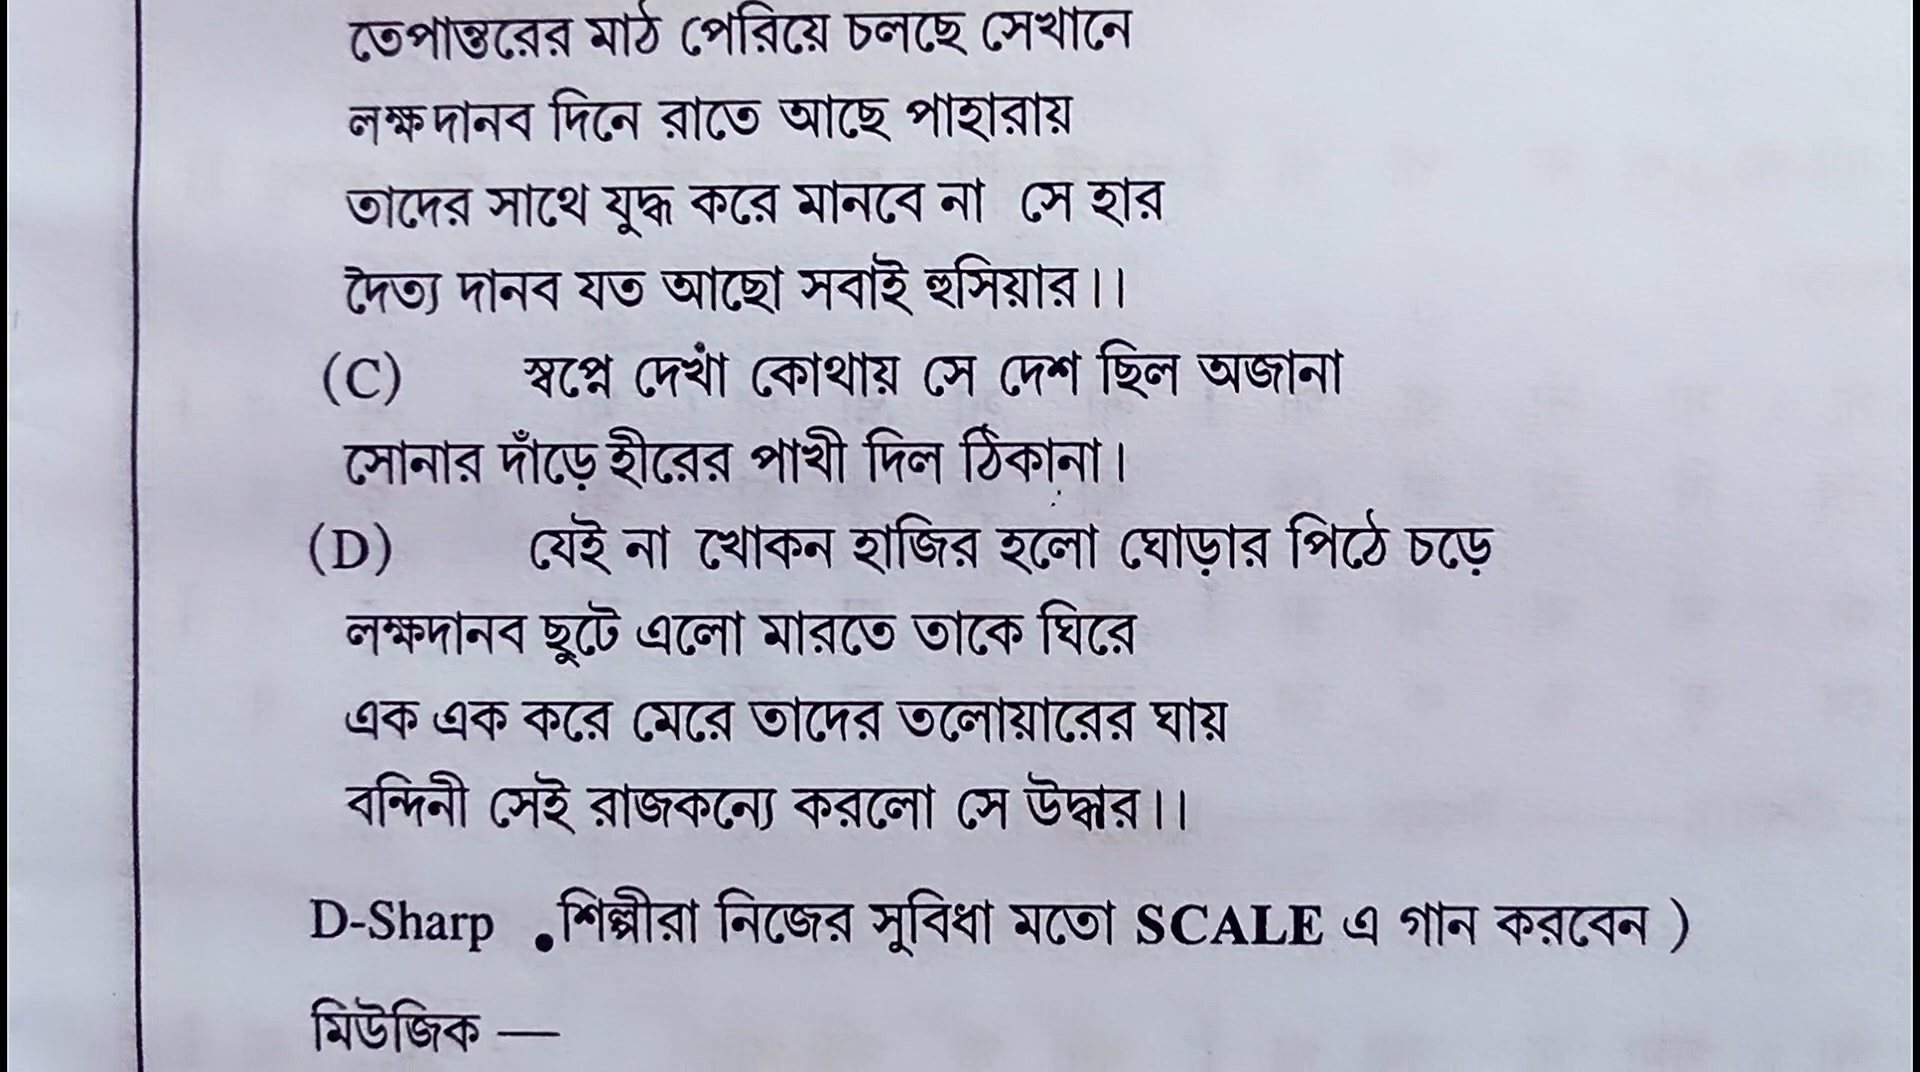 তেপান্তরের মাঠ পেরিয়ে চলছে সেখানে
লক্ষদানব দিনে রাতে আছে পাহারায়
তাদের সাথে যুদ্ধ করে মানবে না সে হার
দৈত্য দানব যত আছো সবাই হুসিয়ার।।
(C) স্বপ্নে দেখাঁ কোথায় সে দেশ ছিল অজানা
সোনার দাঁড়ে হীরের পাখী দিল ঠিকানা।
(D) যেই না খোকন হাজির হলো ঘোড়ার পিঠে চড়ে
লক্ষদানব ছুটে এলো মারতে তাকে ঘিরে
এক এক করে মেরে তাদের তলোয়ারের ঘায়
বন্দিনী সেই রাজকন্যে করলো সে উদ্ধার।।
D-Sharp .শিল্পীরা নিজের সুবিধা মতো SCALE এ গান করবেন )
মিউজিক —